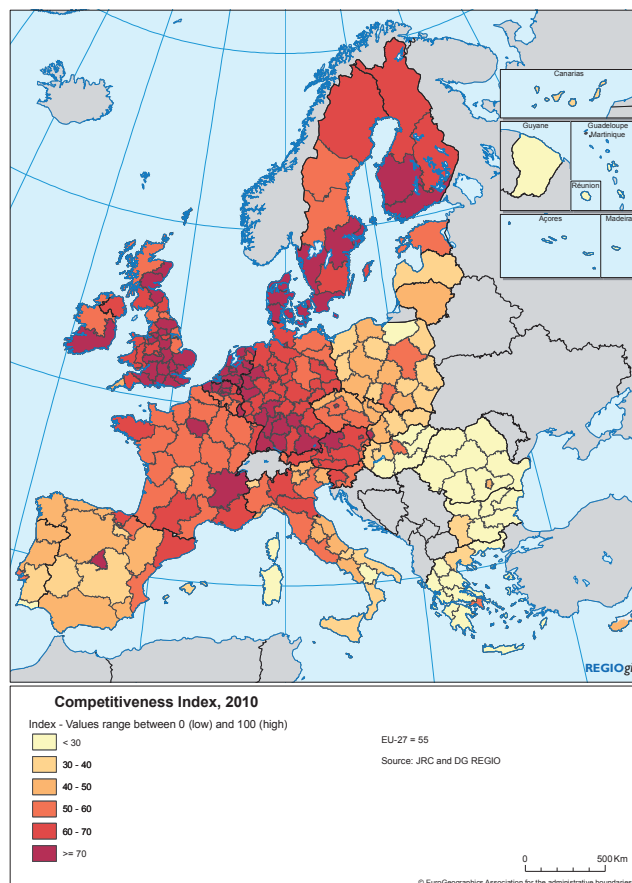 Canarias
Guyane
Guadeloupe
Martinique
Réunion
Açores
Madeira
REGIOgi
Competitiveness Index, 2010
Index - Values range between 0 (low) and 100 (high)
< 30
30 - 40
40 - 50
50 - 60
60 - 70
>= 70
EU-27 = 55
Source: JRC and DG REGIO
0 500 Km
© EuroGeographics Association for the administrative boundaries